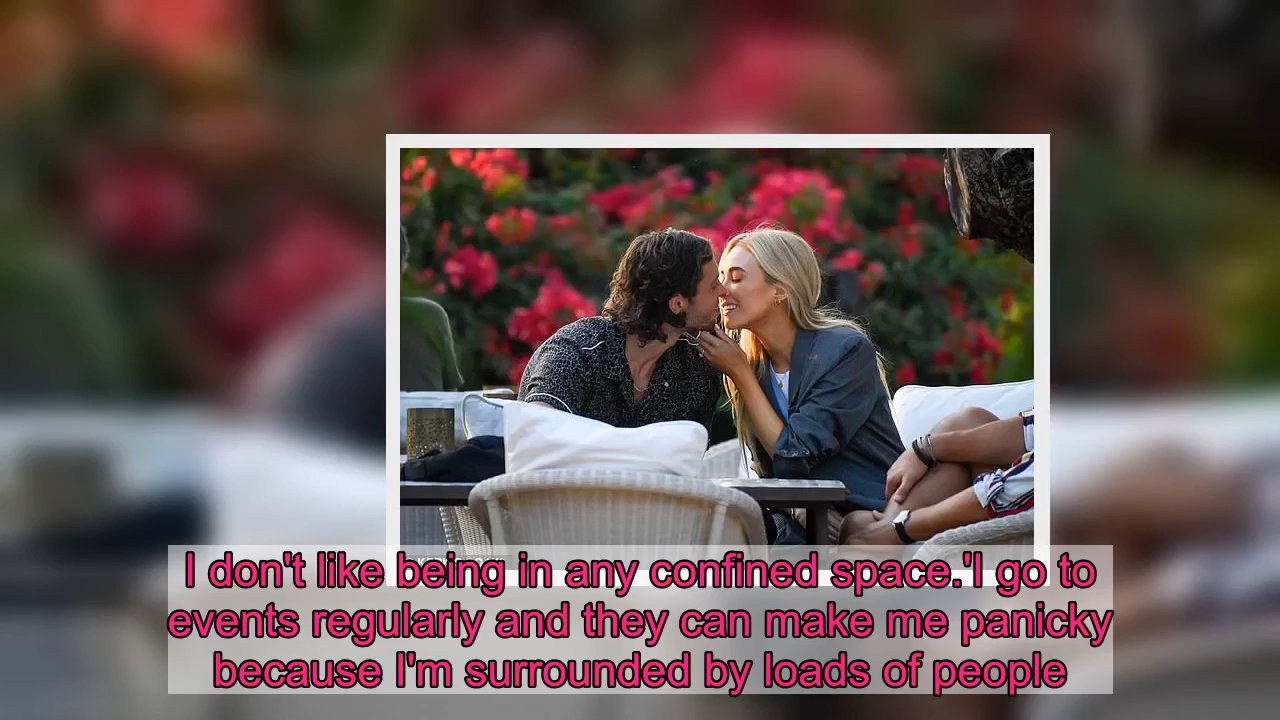 I don't like being in any confined space.'I go to
events regularly and they can make me panicky
because I'm surrounded by loads of people